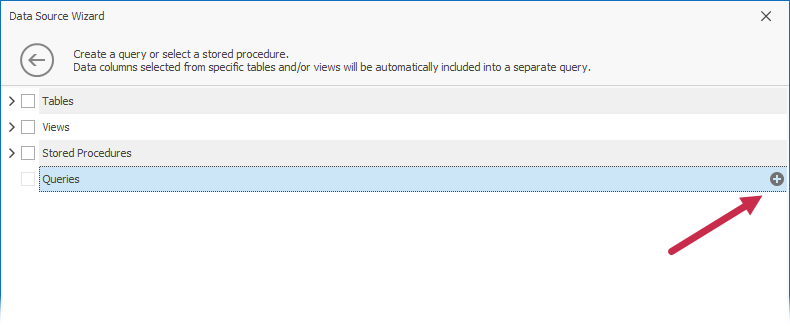 Data Source Wizard
Create a query or select a stored procedure.
Data columns selected from specific tables and/or views will be automatically included into a separate query.
Tables
Views
Stored Procedures
Queries